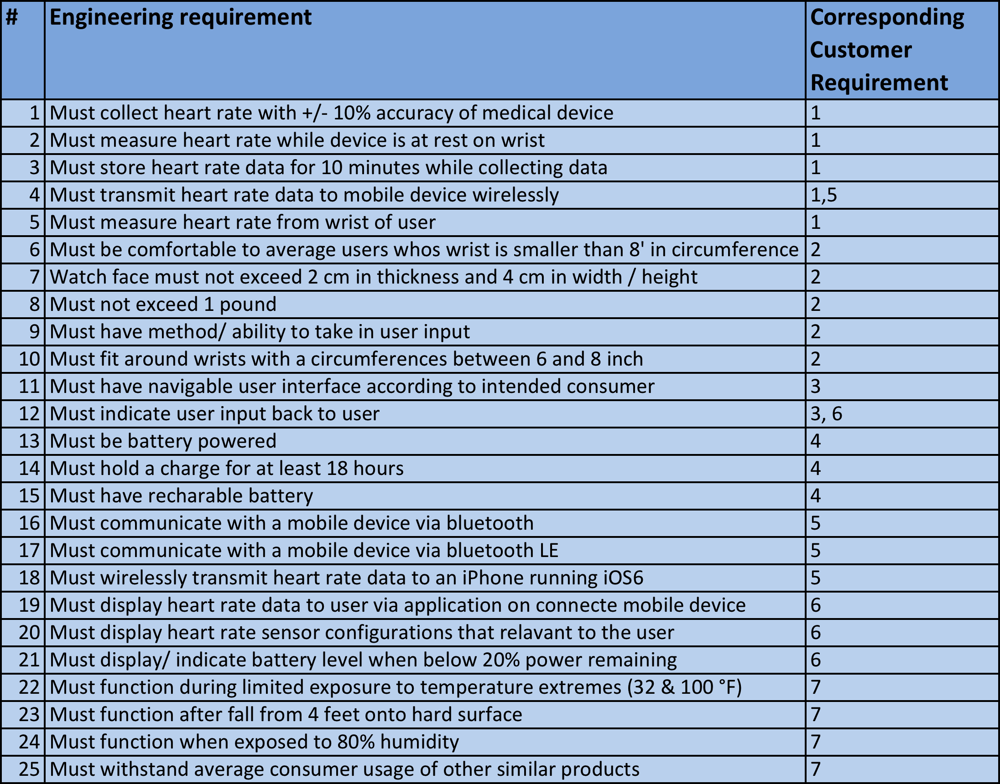 # Engineering requirement Corresponding
Customer
Requirement
1 Must collect heart rate with +/- 10% accuracy of medical device 1
2 Must measure heart rate while device is at rest on wrist 1
3 Must store heart rate data for 10 minutes while collecting data 1
4 Must transmit heart rate data to mobile device wirelessly 1,5
5 Must measure heart rate from wrist of user 1
6 Must be comfortable to average users whos wrist is smaller than 8' in circumference 2
7 Watch face must not exceed 2 cm in thickness and 4 cm in width / height 2
8 Must not exceed 1 pound 2
9 Must have method/ ability to take in user input 2
10 Must fit around wrists with a circumferences between 6 and 8 inch 2
11 Must have navigable user interface according to intended consumer 3
12 Must indicate user input back to user 3, 6
13 Must be battery powered 4
14 Must hold a charge for at least 18 hours 4
15 Must have recharable battery 4
16 Must communicate with a mobile device via bluetooth 5
17 Must communicate with a mobile device via bluetooth LE 5
18 Must wirelessly transmit heart rate data to an iPhone running iOS6 5
19 Must display heart rate data to user via application on connecte mobile device 6
20 Must display heart rate sensor configurations that relavant to the user 6
21 Must display/ indicate battery level when below 20% power remaining 6
22 Must function during limited exposure to temperature extremes (32 & 100 °F) 7
23 Must function after fall from 4 feet onto hard surface 7
24 Must function when exposed to 80% humidity 7
25 Must withstand average consumer usage of other similar products 7